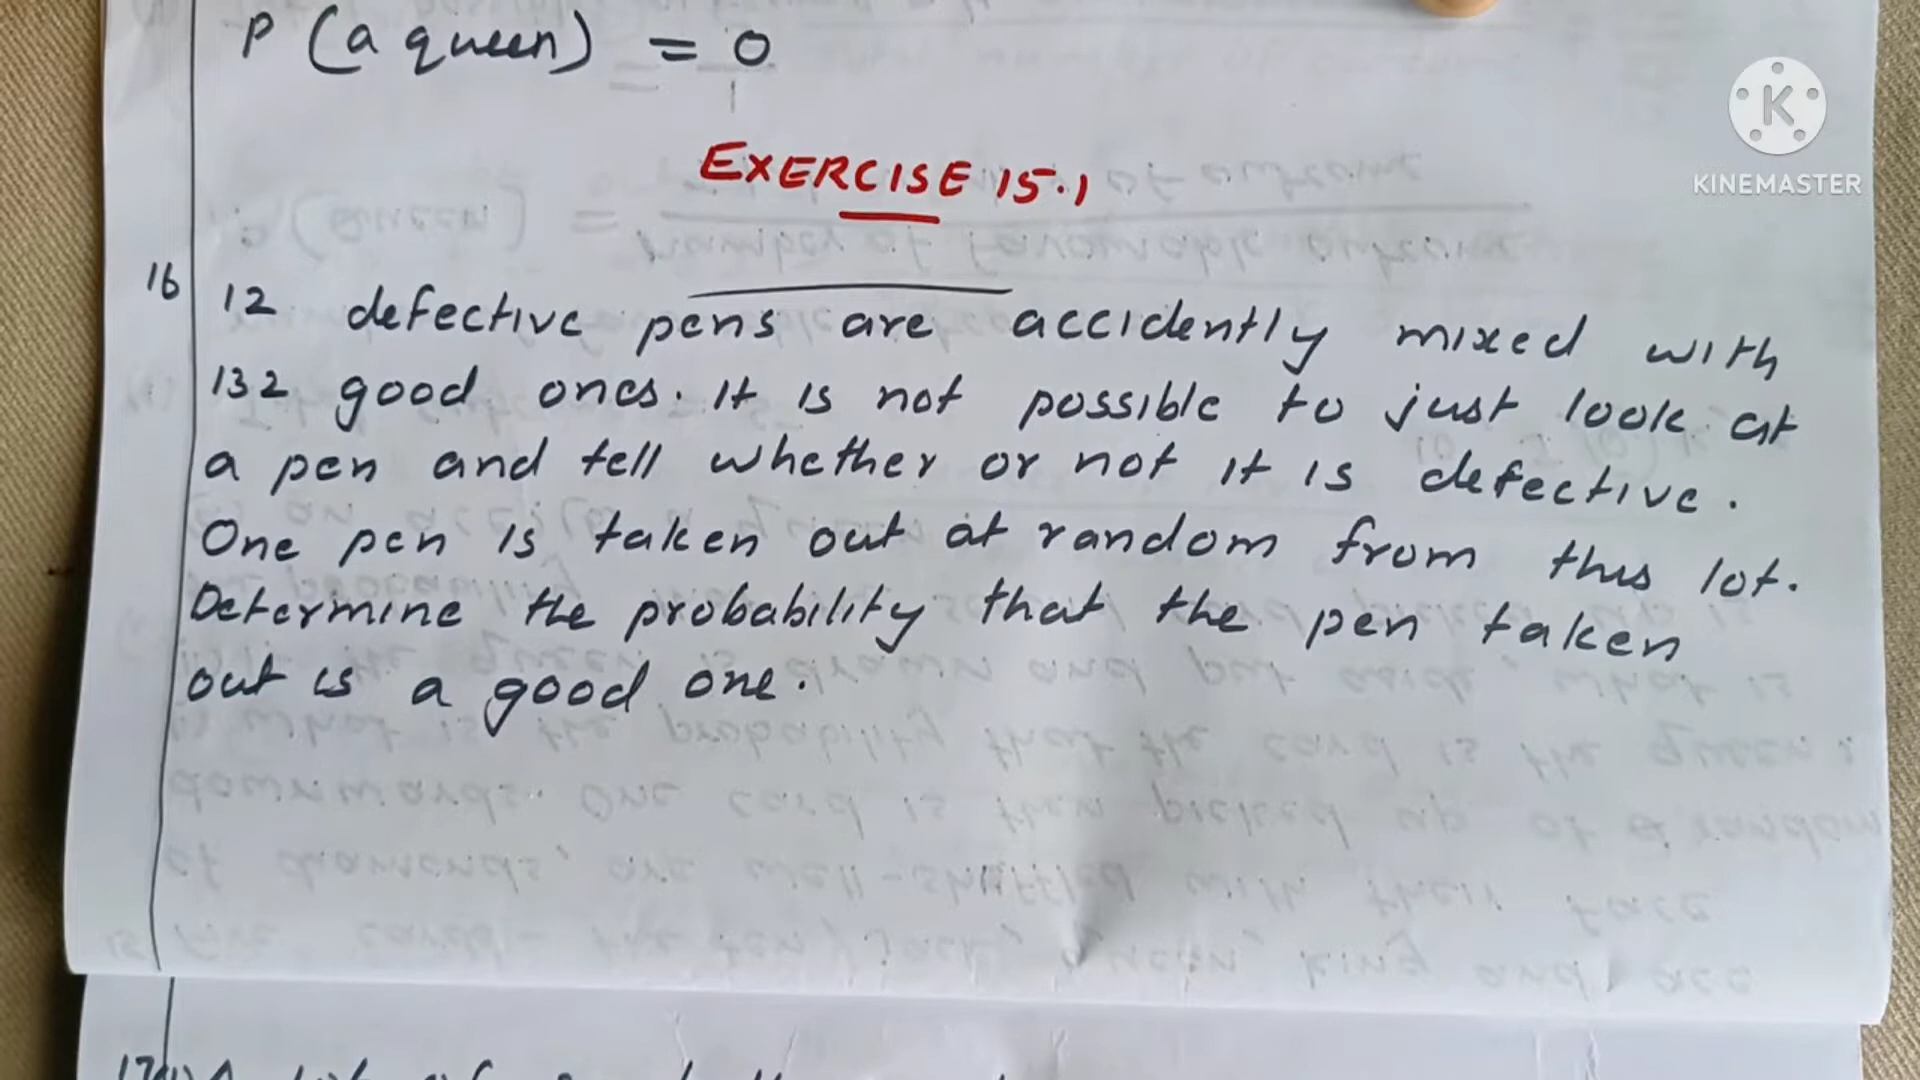 P (a queen) = 0
K
KINEMASTER
EXERCISE 15.1
16 12 defective pens are accidently mixed with
132 good ones. It is not possible to just look at
a pen and tell whether or not it is defective.
One pen is taken out at random from this lot.
Determine the probability that the pen taken
out is a good one.